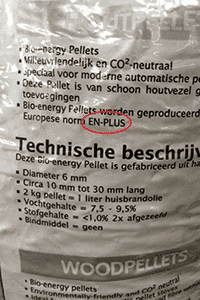 • Bio-energy Pellets
• Milieuvriendelijk en CO²-neutraal
• Speciaal voor moderne automatische pe
• Deze Pallet is van schoon houtvezel g
toevoegingen
• Bio-energy Pellets worden geproduceerd
Europese norm EN-PLUS
Technische beschrijv
Deze Bio-energy Pellet is gefabriceerd uit ha
• Diameter 6 mm
• Circa 10 mm tot 30 mm lang
• 2 kg pellet = 1 liter huisbrandolie
• Vochtgehalte = 7,5 - 9,5%
• Stofgehalte = <1,0% 2x afgezeefd
• Bindmiddel = geen
WOODPELLETS
• Bio-energy Pellets
• Environmentally-friendly and CO²-neutral